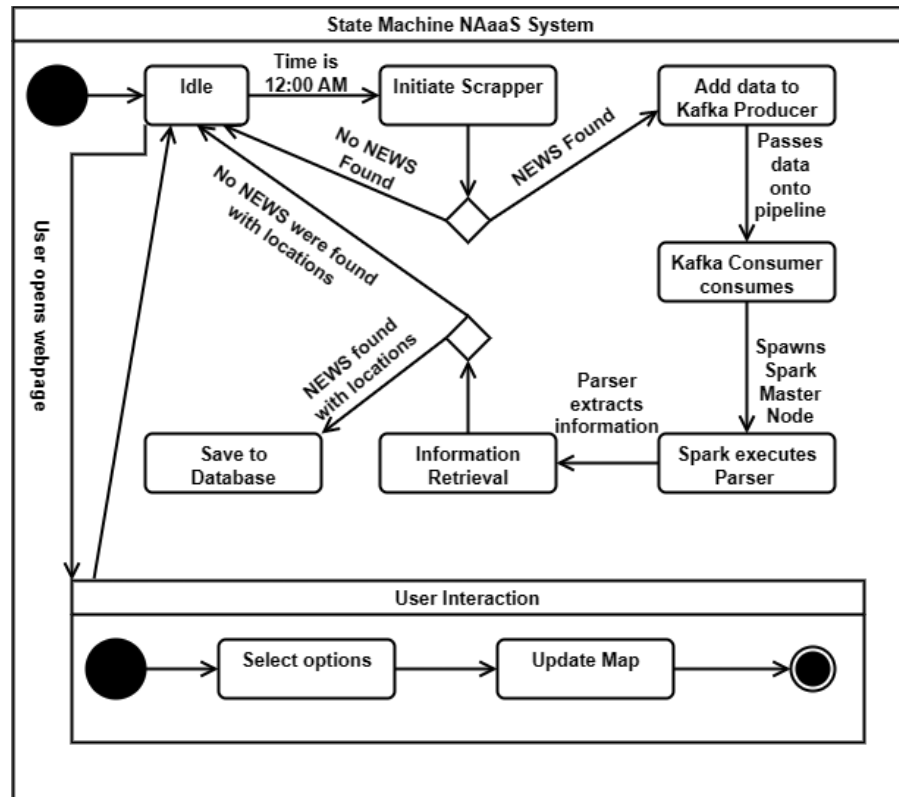 State Machine NAaaS System
Idle
Time is
12:00 AM
Initiate Scrapper
Add data to
Kafka Producer
No NEWS
Found
NEWS Found
Passes
data
onto
pipeline
No NEWS were found
with locations
User opens webpage
Kafka Consumer
consumes
NEWS found
with locations
Spawns
Spark
Master
Node
Parser
extracts
information
Save to
Database
Information
Retrieval
Spark executes
Parser
User Interaction
Select options
Update Map